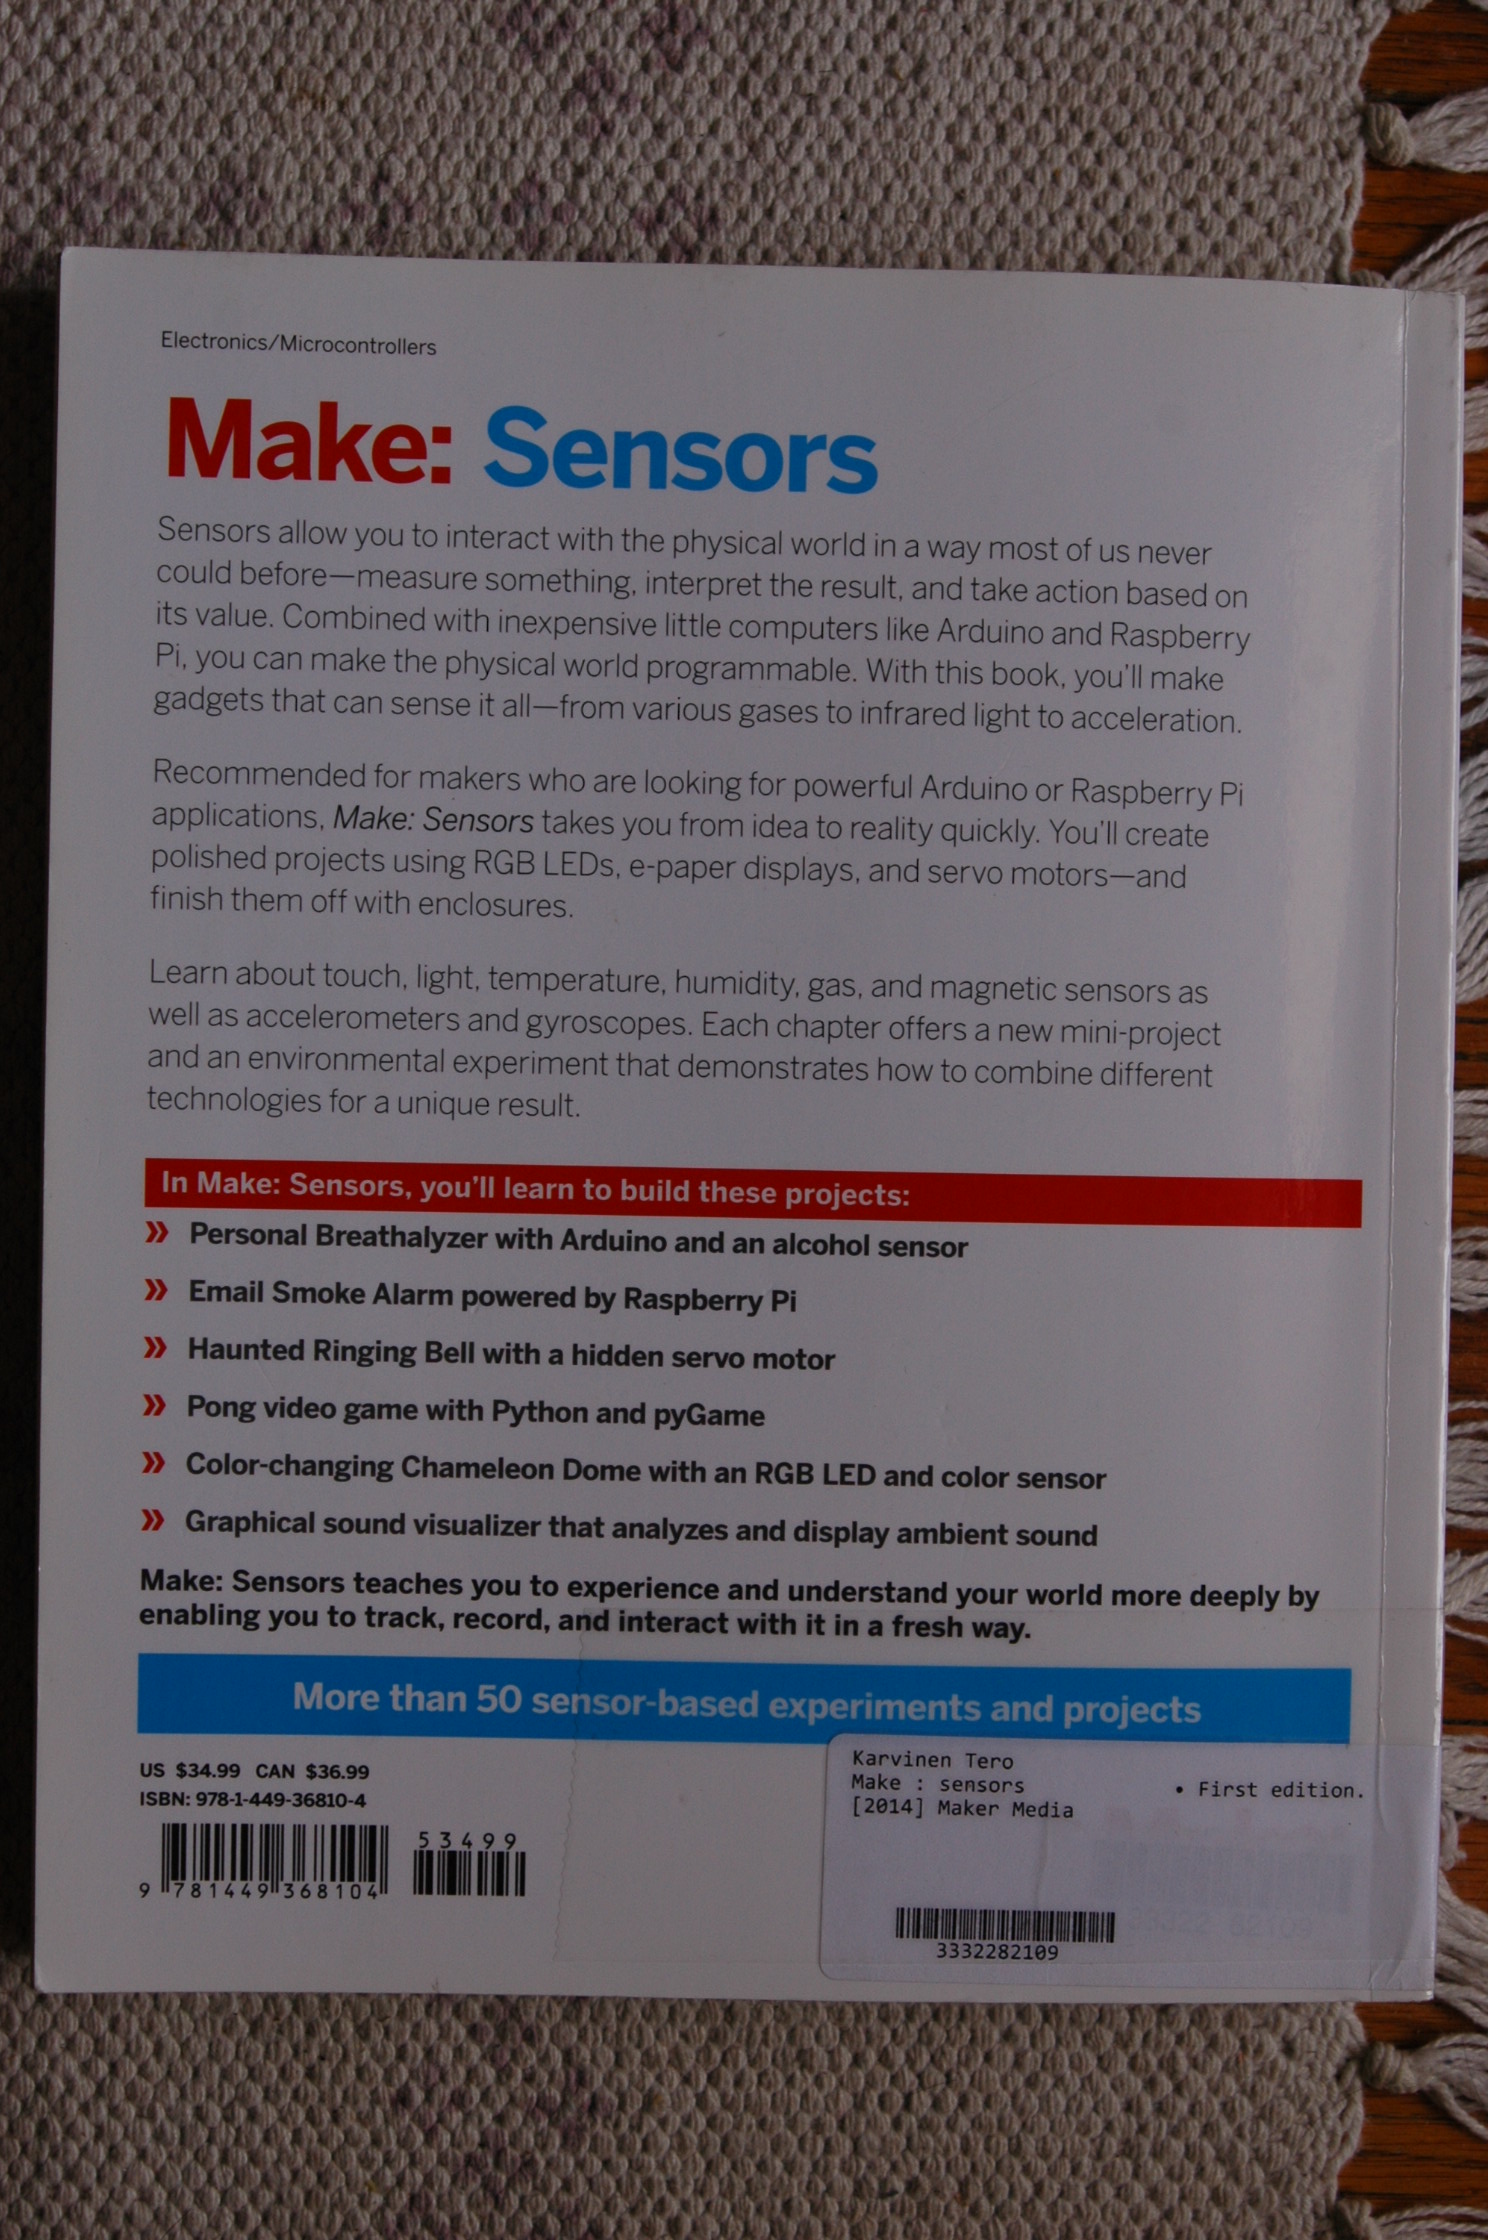 Electronics/Microcontrollers
Make: Sensors
Sensors allow you to interact with the physical world in a way most of us never
could before—measure something, interpret the result, and take action based on
its value. Combined with inexpensive little computers like Arduino and Raspberry
Pi, you can make the physical world programmable. With this book, you'll make
gadgets that can sense it all—from various gases to infrared light to acceleration.
Recommended for makers who are looking for powerful Arduino or Raspberry Pi
applications, Make: Sensors takes you from idea to reality quickly. You'll create
polished projects using RGB LEDs, e-paper displays, and servo motors—and
finish them off with enclosures.
Learn about touch, light, temperature, humidity, gas, and magnetic sensors as
well as accelerometers and gyroscopes. Each chapter offers a new mini-project
and an environmental experiment that demonstrates how to combine different
technologies for a unique result.
In Make: Sensors, you'll learn to build these projects:
» Personal Breathalyzer with Arduino and an alcohol sensor
» Email Smoke Alarm powered by Raspberry Pi
» Haunted Ringing Bell with a hidden servo motor
» Pong video game with Python and pyGame
» Color-changing Chameleon Dome with an RGB LED and color sensor
» Graphical sound visualizer that analyzes and display ambient sound
Make: Sensors teaches you to experience and understand your world more deeply by
enabling you to track, record, and interact with it in a fresh way.
More than 50 sensor-based experiments and projects
US $34.99 CAN $36.99
ISBN: 978-1-449-36810-4
53499
9 781449 368104
Karvinen Tero
Make : sensors
[2014] Maker Media
• First edition.
3332282109